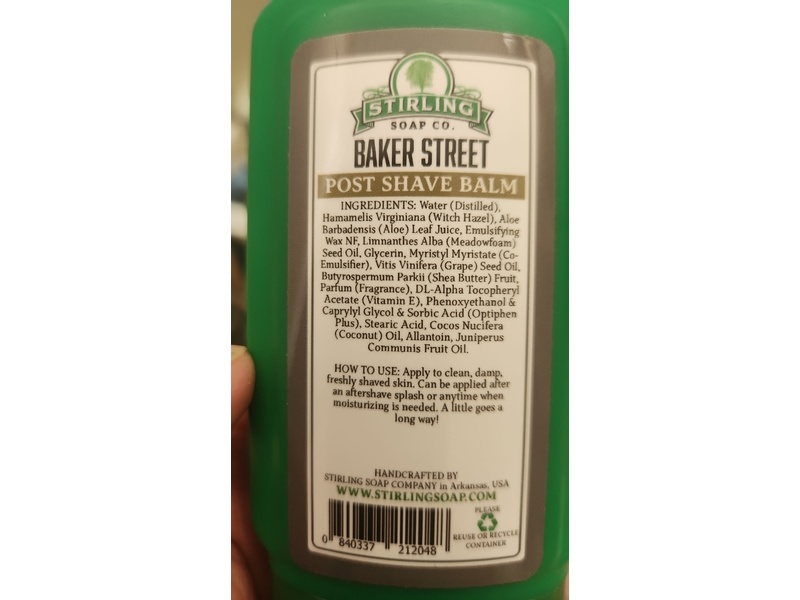 STIRLING
SOAP CO.
BAKER STREET
POST SHAVE BALM
INGREDIENTS: Water (Distilled),
Hamamelis Virginiana (Witch Hazel), Aloe
Barbadensis (Aloe) Leaf Juice, Emulsifying
Wax NF, Limnanthes Alba (Meadowfoam)
Seed Oil, Glycerin, Myristyl Myristate (Co-
Emulsifier), Vitis Vinifera (Grape) Seed Oil,
Butyrospermum Parkii (Shea Butter) Fruit,
Parfum (Fragrance), DL-Alpha Tocopheryl
Acetate (Vitamin E), Phenoxyethanol &
Caprylyl Glycol & Sorbic Acid (Optiphen
Plus), Stearic Acid, Cocos Nucifera
(Coconut) Oil, Allantoin, Juniperus
Communis Fruit Oil.
HOW TO USE: Apply to clean, damp,
freshly shaved skin. Can be applied after
an aftershave splash or anytime when
moisturizing is needed. A little goes a
long way!
HANDCRAFTED BY
STIRLING SOAP COMPANY in Arkansas, USA
WWW.STIRLINGSOAP.COM
PLEASE
REUSE OR RECYCLE
CONTAINER
0 840337 212048